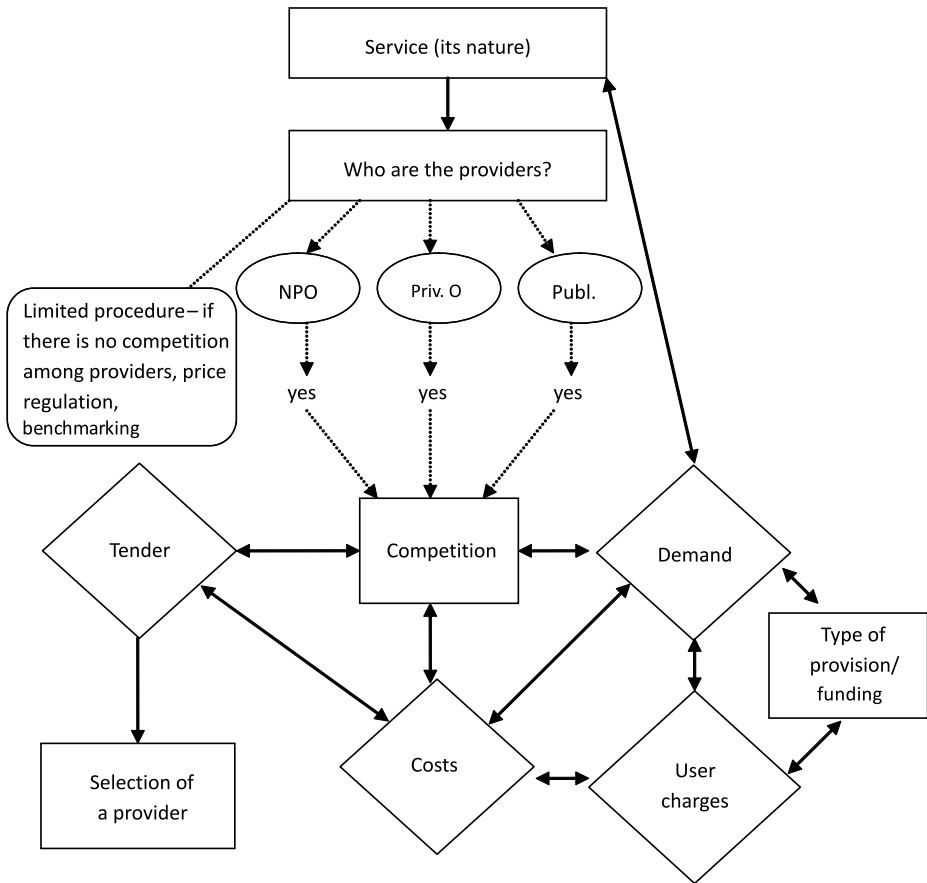 Service (its nature)
Who are the providers?
NPO
Priv. O
Publ.
Limited procedure – if
there is no competition
among providers, price
regulation,
benchmarking
yes
yes
yes
Tender
Competition
Demand
Type of
provision/
funding
Costs
User
charges
Selection of
a provider